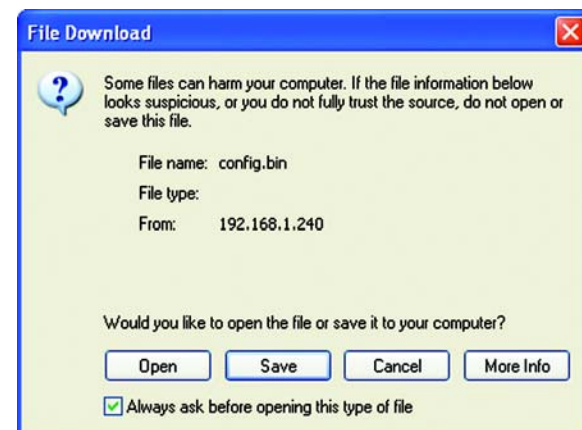 File Download
Some files can harm your computer. If the file information below
looks suspicious, or you do not fully trust the source, do not open or
save this file.
File name: config.bin
File type:
From: 192.168.1.240
Would you like to open the file or save it to your computer?
Open Save Cancel More Info
Always ask before opening this type of file